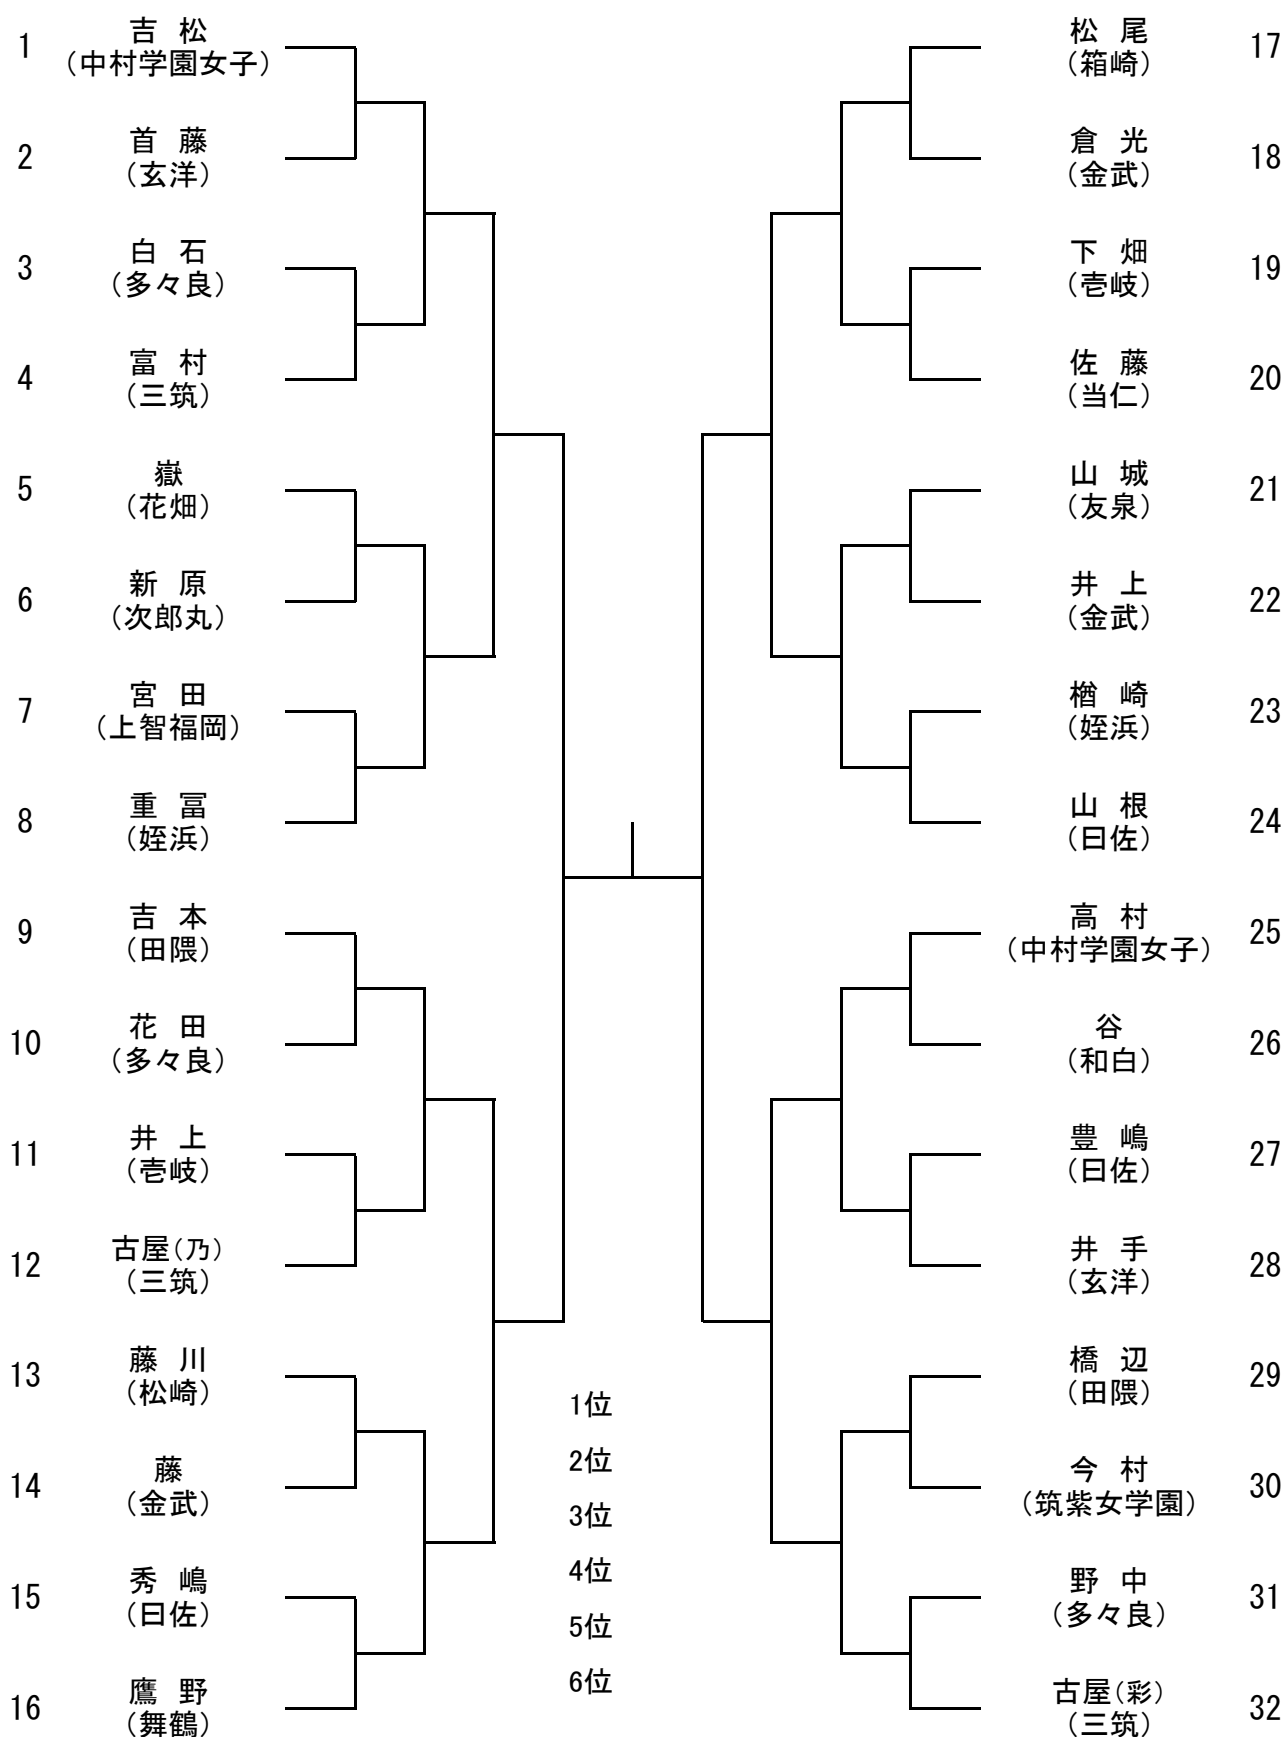 1
吉 松
（中村学園女子）
2
首 藤
（玄洋）
3
白 石
（多々良）
4
富 村
（三筑）
5
嶽
（花畑）
6
新 原
（次郎丸）
7
宮 田
（上智福岡）
8
重 冨
（姪浜）
9
吉 本
（田隈）
10
花 田
（多々良）
11
井 上
（壱岐）
12
古屋（乃）
（三筑）
13
藤 川
（松崎）
14
藤
（金武）
15
秀 嶋
（曰佐）
16
鷹 野
（舞鶴）
1位
2位
3位
4位
5位
6位
松 尾
（箱崎）
17
倉 光
（金武）
18
下 畑
（壱岐）
19
佐 藤
（当仁）
20
山 城
（友泉）
21
井 上
（金武）
22
楢 崎
（姪浜）
23
山 根
（曰佐）
24
高 村
（中村学園女子）
25
谷
（和白）
26
豊 嶋
（曰佐）
27
井 手
（玄洋）
28
橋 辺
（田隈）
29
今 村
（筑紫女学園）
30
野 中
（多々良）
31
古屋（彩）
（三筑）
32